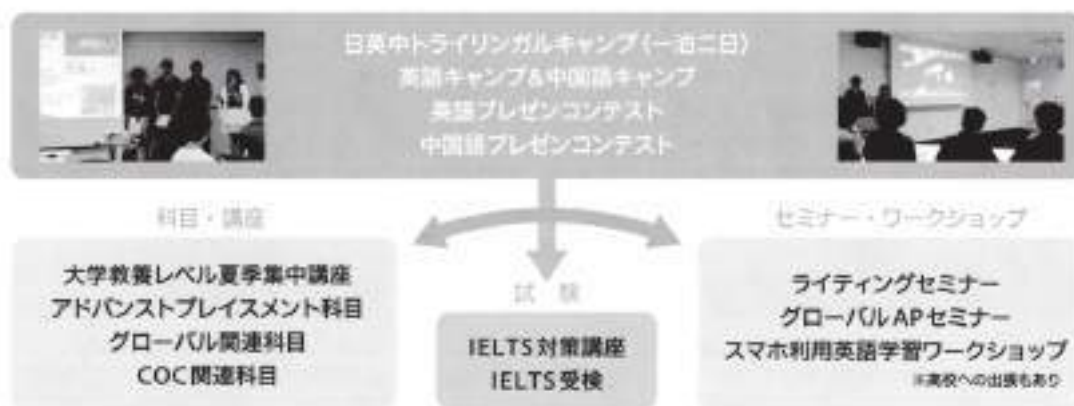 日英中トライリンガルキャンプ(一泊二日)
英語キャンプ&中国語キャンプ
英語プレゼンコンテスト
中国語プレゼンコンテスト
科目・講座
大学教養レベル夏季集中講座
アドバンストプレイスメント科目
グローバル関連科目
COC関連科目
試 験
IELTS対策講座
IELTS受検
セミナー・ワークショップ
ライティングセミナー
グローバルAPセミナー
スマホ利用英語学習ワークショップ
※高校への出張もあり